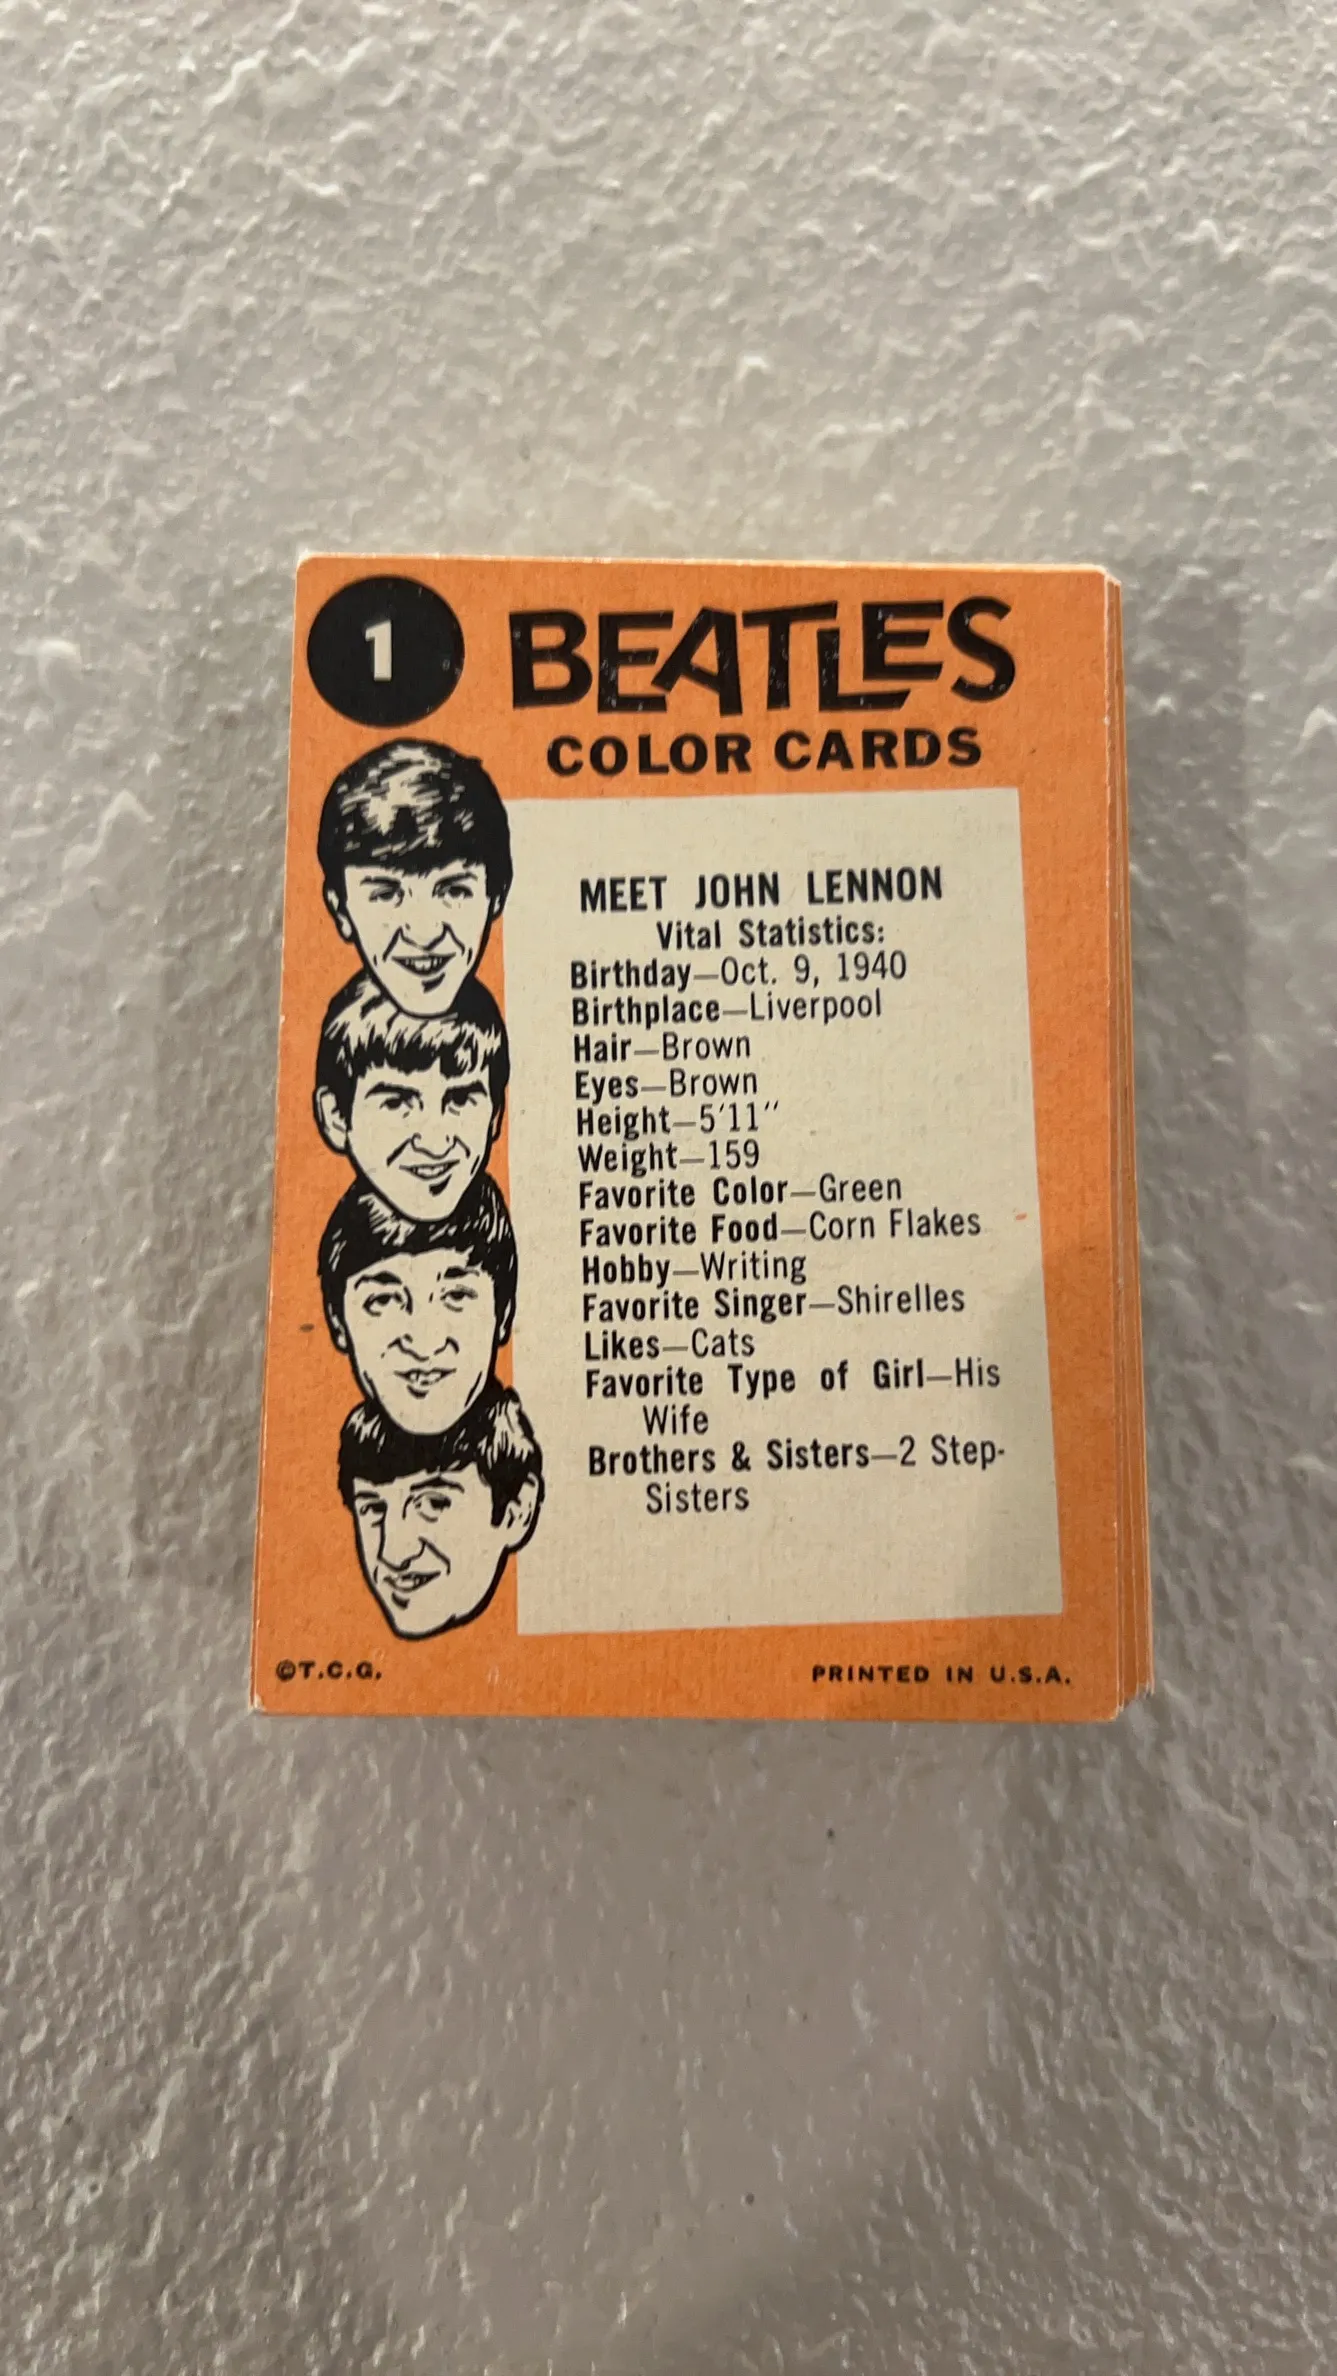 1
BEATLES
COLOR CARDS
MEET JOHN LENNON
Vital Statistics:
Birthday—Oct. 9, 1940
Birthplace—Liverpool
Hair—Brown
Eyes—Brown
Height—5'11"
Weight—159
Favorite Color—Green
Favorite Food—Corn Flakes
Hobby—Writing
Favorite Singer—Shirelles
Likes—Cats
Favorite Type of Girl—His
Wife
Brothers & Sisters—2 Step-
Sisters
©T.C.G.
PRINTED IN U.S.A.